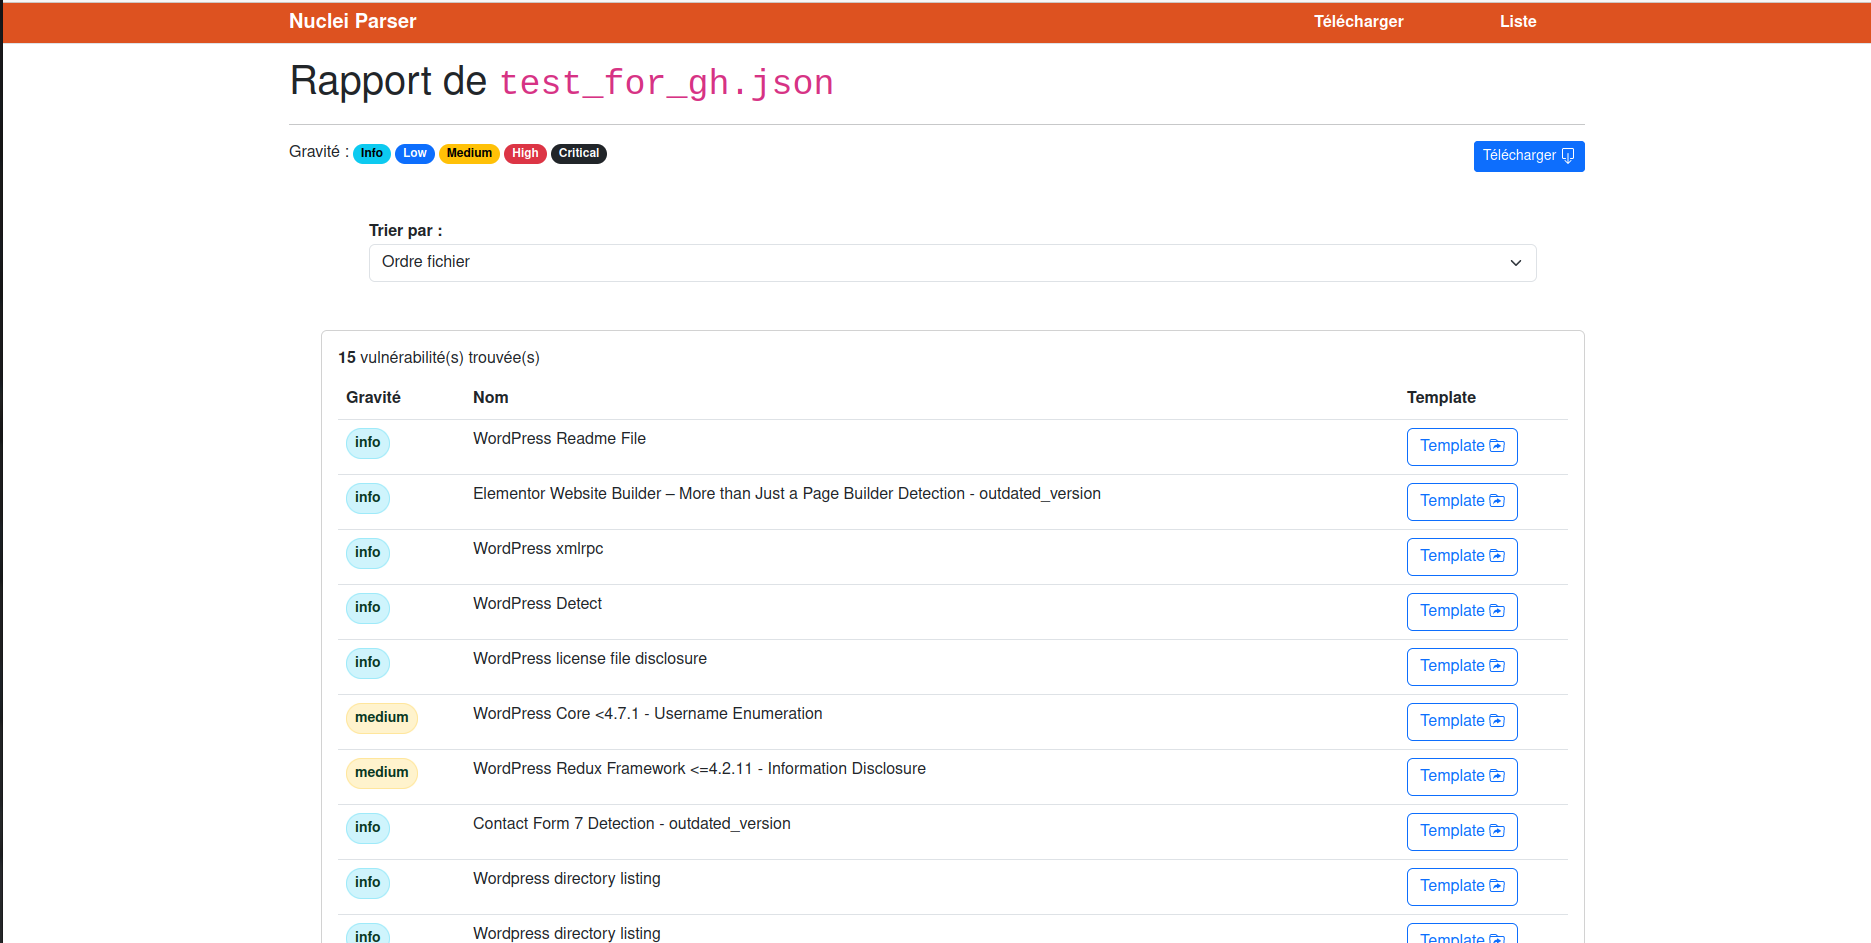 Nuclei Parser Télécharger Liste
Rapport de test_for_gh.json
Gravité : Info Low Medium High Critical Télécharger
Trier par :
Ordre fichier
15 vulnérabilité(s) trouvée(s)
Gravité Nom Template
info WordPress Readme File Template
info Elementor Website Builder – More than Just a Page Builder Detection - outdated_version Template
info WordPress xmlrpc Template
info WordPress Detect Template
info WordPress license file disclosure Template
medium WordPress Core <4.7.1 - Username Enumeration Template
medium WordPress Redux Framework <=4.2.11 - Information Disclosure Template
info Contact Form 7 Detection - outdated_version Template
info Wordpress directory listing Template
info Wordpress directory listing Template